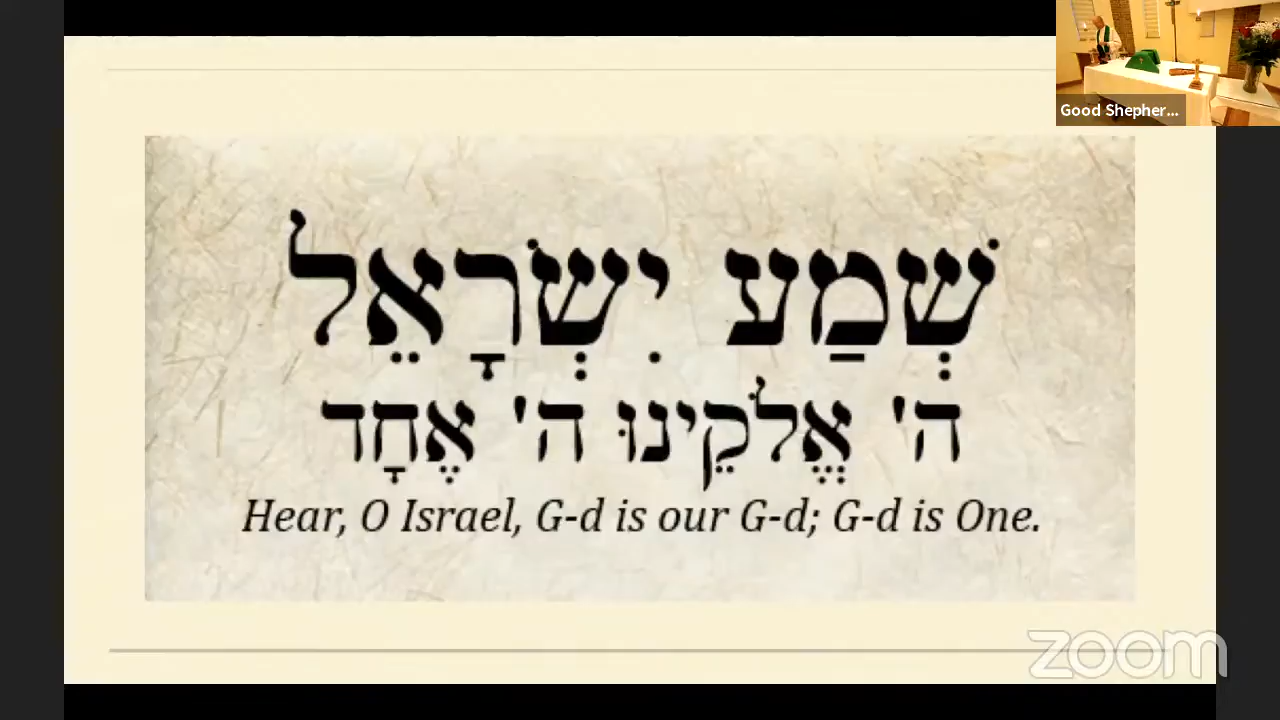 Good Shepher...
שְׁמַע יִשְׂרָאֵל
ה' אֱלֹקֵינוּ ה' אֶחָד
Hear, O Israel, G-d is our G-d; G-d is One.
zoom